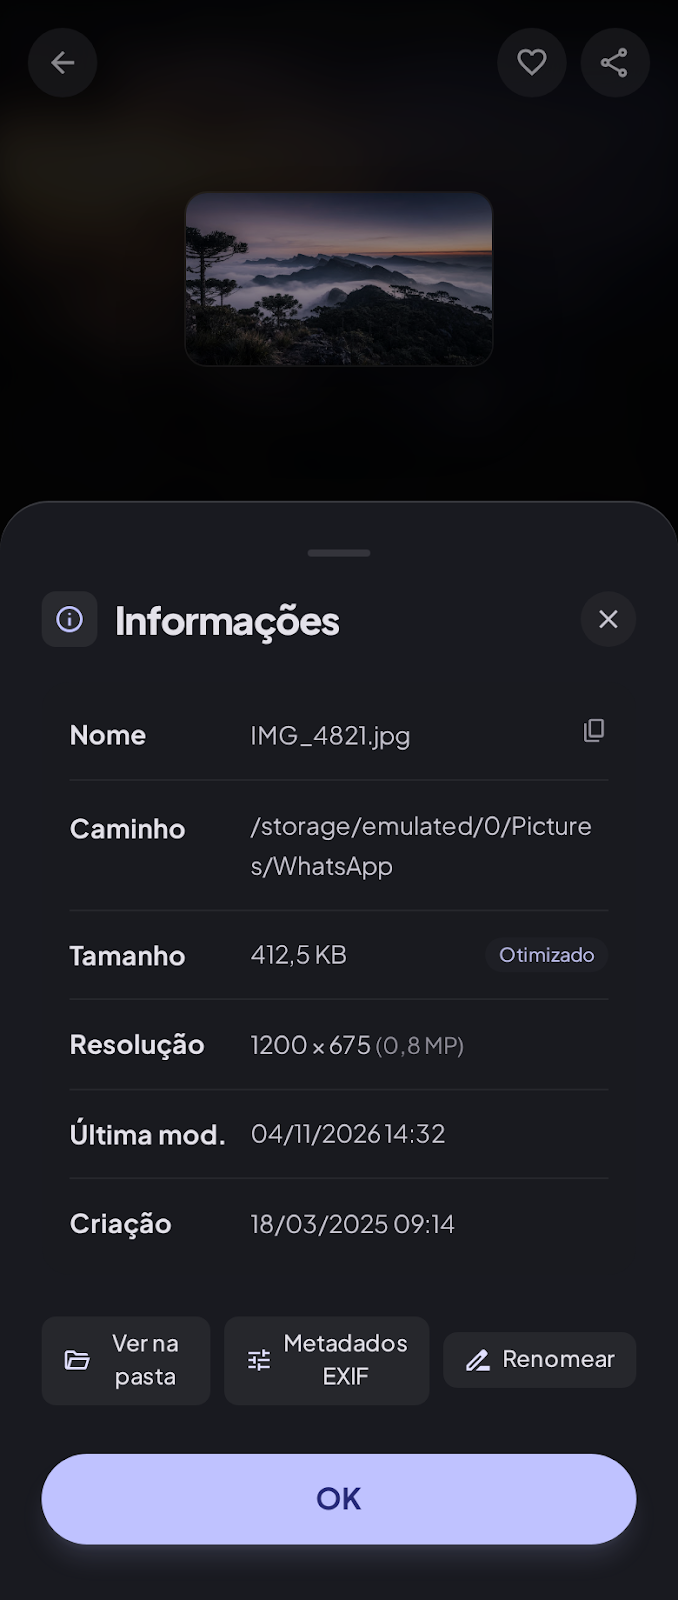 Informações
Nome IMG_4821.jpg
Caminho /storage/emulated/0/Picture
s/WhatsApp
Tamanho 412,5 KB Otimizado
Resolução 1200 × 675 (0,8 MP)
Última mod. 04/11/2026 14:32
Criação 18/03/2025 09:14
Ver na
pasta
Metadados
EXIF
Renomear
OK